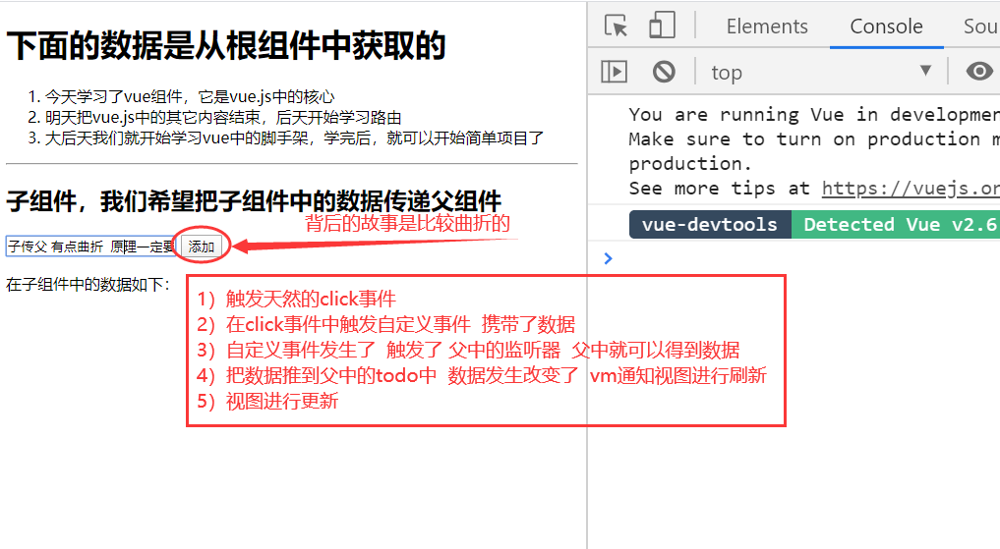 Elements Console Sou
top
下面的数据是从根组件中获取的
1. 今天学习了vue组件，它是vue.js中的核心
2. 明天把vue.js中的其它内容结束，后天开始学习路由
3. 大后天我们就开始学习vue中的脚手架，学完后，就可以开始简单项目了
子组件，我们希望把子组件中的数据传递父组件
背后的故事是比较曲折的
子传父 有点曲折 原理一定要 添加
在子组件中的数据如下：
1）触发天然的click事件
2）在click事件中触发自定义事件 携带了数据
3）自定义事件发生了 触发了 父中的监听器 父中就可以得到数据
4）把数据推到父中的todo中 数据发生改变了 vm通知视图进行刷新
5）视图进行更新
You are running Vue in developmen
Make sure to turn on production m
production.
See more tips at https://vuejs.or
vue-devtools Detected Vue v2.6